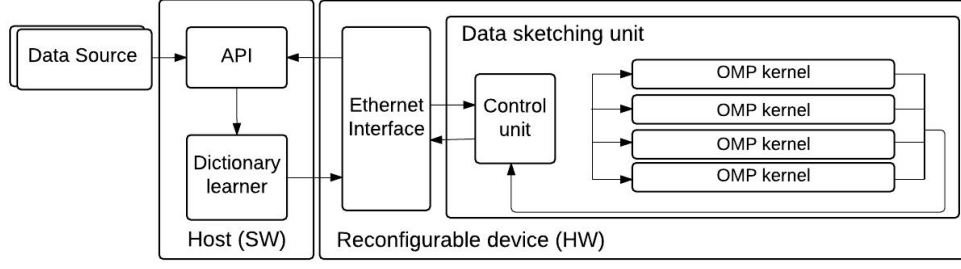 Data Source
API
Dictionary
learner
Host (SW)
Ethernet
Interface
Reconfigurable device (HW)
Data sketching unit
Control
unit
OMP kernel
OMP kernel
OMP kernel
OMP kernel